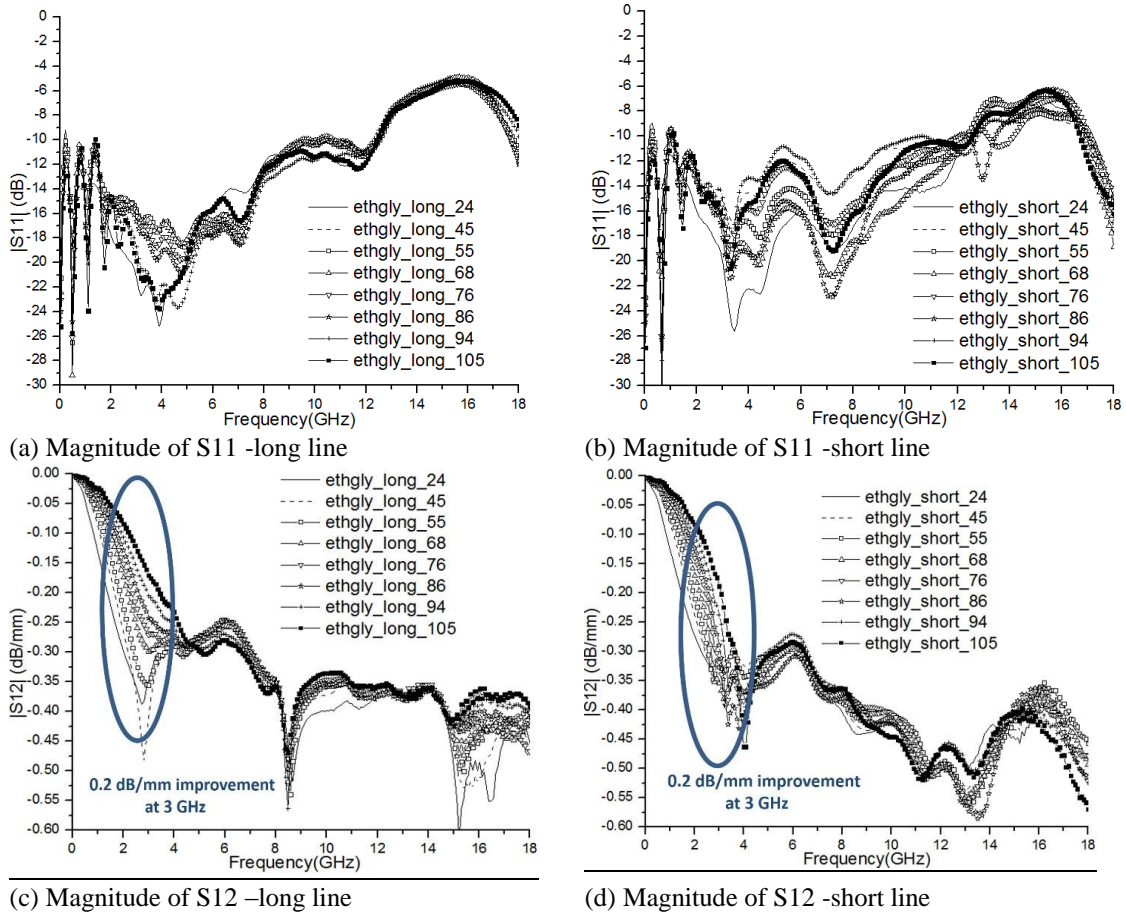 0
-2
-4
-6
-8
-10
-12
-14
-16
-18
-20
-22
-24
-26
-28
-30
|S11| (dB)
ethgly_long_24
ethgly_long_45
ethgly_long_55
ethgly_long_68
ethgly_long_76
ethgly_long_86
ethgly_long_94
ethgly_long_105
0 2 4 6 8 10 12 14 16 18
Frequency(GHz)
(a) Magnitude of S11 -long line
0
-2
-4
-6
-8
-10
-12
-14
-16
-18
-20
-22
-24
-26
-28
-30
|S11| (dB)
ethgly_short_24
ethgly_short_45
ethgly_short_55
ethgly_short_68
ethgly_short_76
ethgly_short_86
ethgly_short_94
ethgly_short_105
0 2 4 6 8 10 12 14 16 18
Frequency(GHz)
(b) Magnitude of S11 -short line
0.00
-0.05
-0.10
-0.15
-0.20
-0.25
-0.30
-0.35
-0.40
-0.45
-0.50
-0.55
-0.60
|S12| (dB/mm)
ethgly_long_24
ethgly_long_45
ethgly_long_55
ethgly_long_68
ethgly_long_76
ethgly_long_86
ethgly_long_94
ethgly_long_105
0.2 dB/mm improvement
at 3 GHz
0 2 4 6 8 10 12 14 16 18
Frequency(GHz)
(c) Magnitude of S12 –long line
0.00
-0.05
-0.10
-0.15
-0.20
-0.25
-0.30
-0.35
-0.40
-0.45
-0.50
-0.55
-0.60
|S12| (dB/mm)
ethgly_short_24
ethgly_short_45
ethgly_short_55
ethgly_short_68
ethgly_short_76
ethgly_short_86
ethgly_short_94
ethgly_short_105
0.2 dB/mm improvement
at 3 GHz
0 2 4 6 8 10 12 14 16 18
Frequency(GHz)
(d) Magnitude of S12 -short line